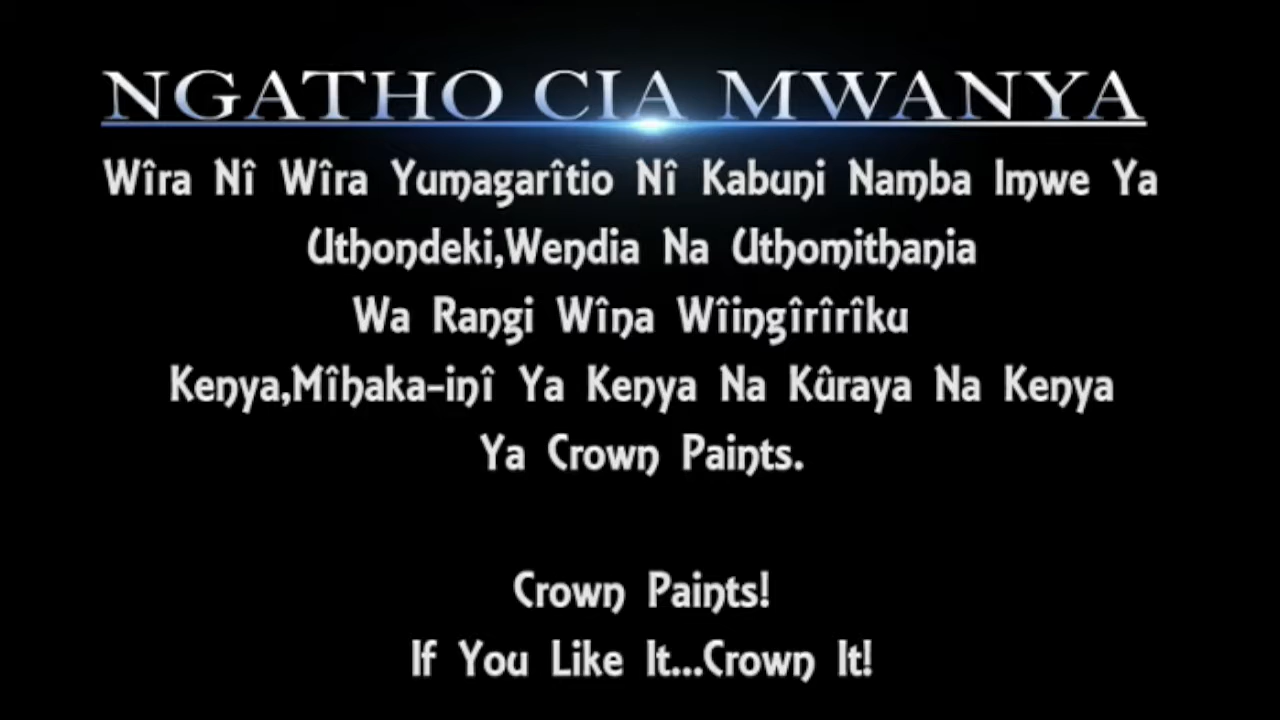 NGATHO CIA MWANYA
Wîra Nî Wîra Yumagarîtio Nî Kabuni Namba Imwe Ya
Uthondeki,Wendia Na Uthomithania
Wa Rangi Wîna Wîingîrîrîku
Kenya,Mîhaka-inî Ya Kenya Na Kûraya Na Kenya
Ya Crown Paints.
Crown Paints!
If You Like It...Crown It!